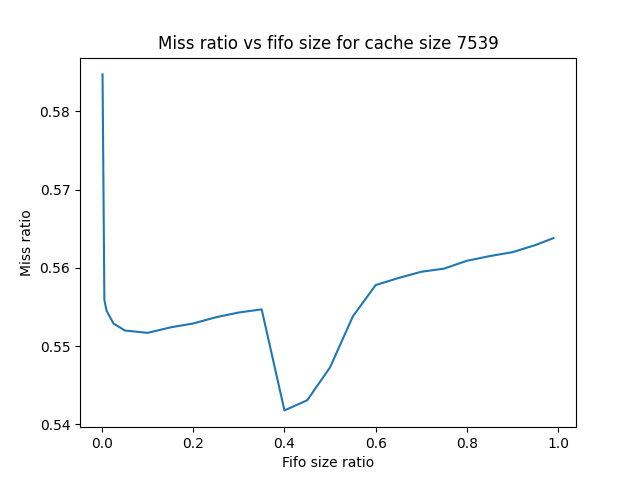 Miss ratio vs fifo size for cache size 7539
Miss ratio
0.58
0.57
0.56
0.55
0.54
0.0 0.2 0.4 0.6 0.8 1.0
Fifo size ratio